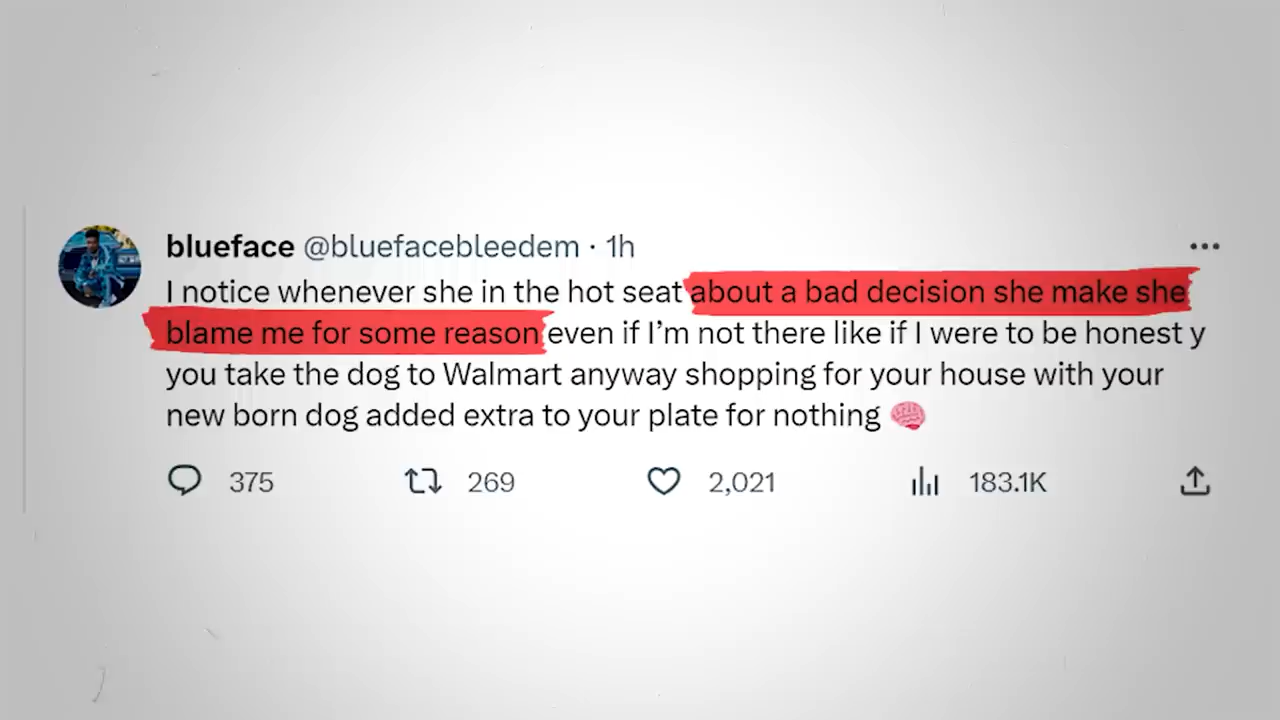 blueface @bluefacebleedem · 1h
I notice whenever she in the hot seat about a bad decision she make she
blame me for some reason even if I’m not there like if I were to be honest y
you take the dog to Walmart anyway shopping for your house with your
new born dog added extra to your plate for nothing 🧠
375 269 2,021 183.1K